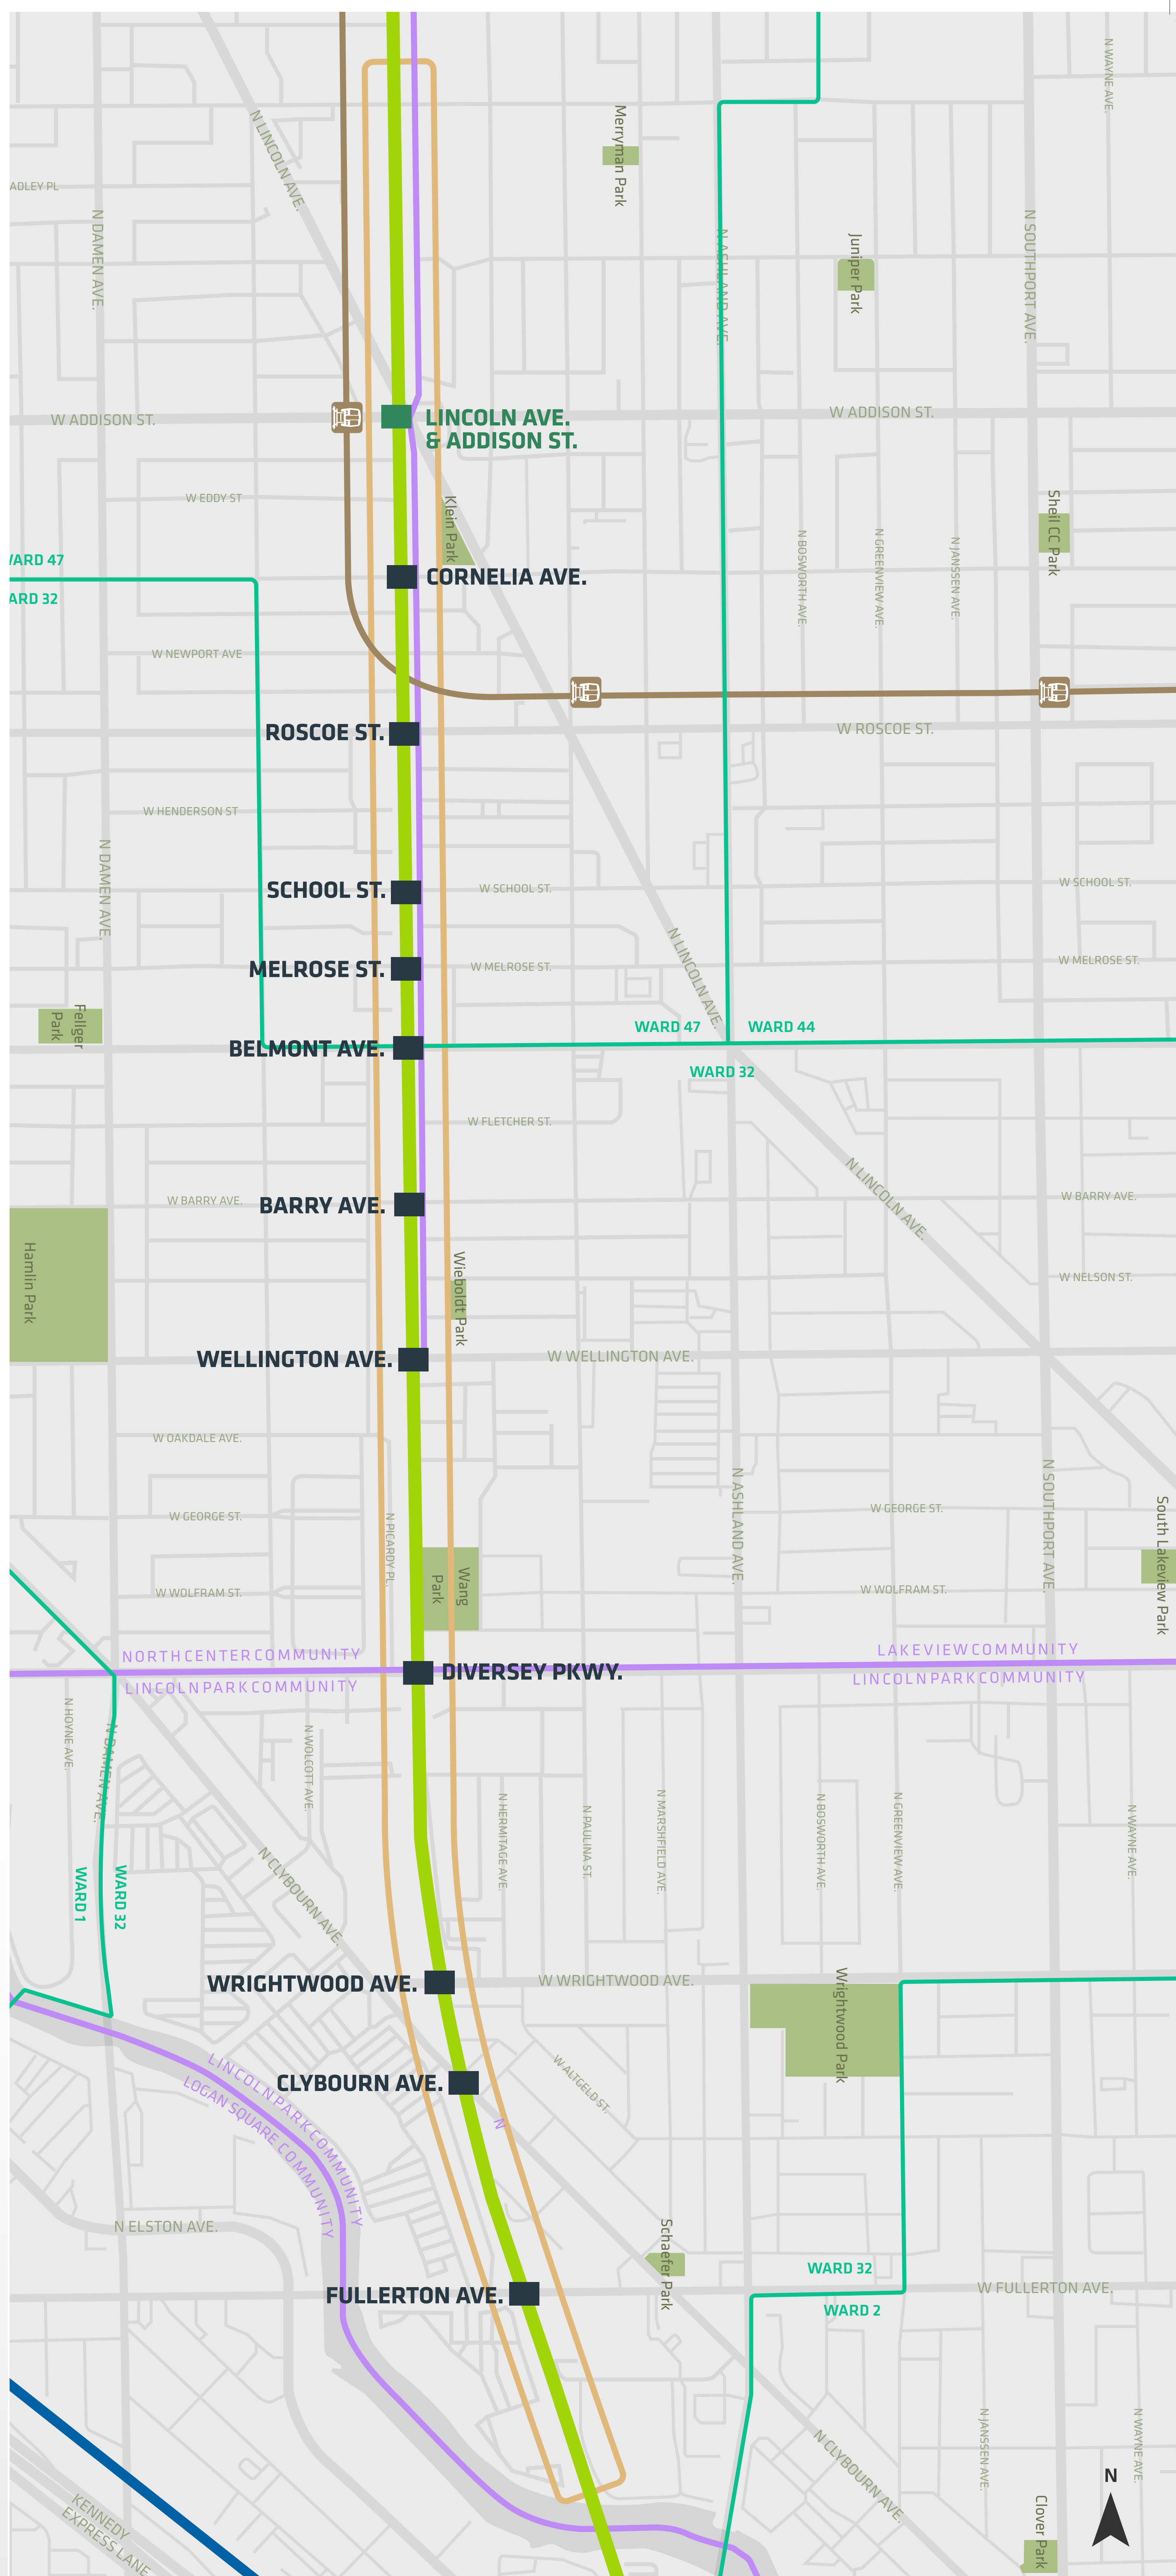 N WAYNE AVE.
N LINCOLN AVE.
Merryman Park
ADLEY PL
N DAMEN AVE.
N ASHLAND AVE.
Juniper Park
N SOUTHPORT AVE.
W ADDISON ST.
LINCOLN AVE.
& ADDISON ST.
W ADDISON ST.
W EDDY ST
Klein Park
Sheil CC Park
N BOSWORTH AVE.
N GREENVIEW AVE.
N JANSSEN AVE.
WARD 47
ARD 32
CORNELIA AVE.
W NEWPORT AVE
ROSCOE ST.
W ROSCOE ST.
W HENDERSON ST
N DAMEN AVE.
SCHOOL ST.
W SCHOOL ST.
W SCHOOL ST.
MELROSE ST.
W MELROSE ST.
N LINCOLN AVE.
W MELROSE ST.
Fellger
Park
WARD 47
WARD 44
BELMONT AVE.
WARD 32
W FLETCHER ST.
N LINCOLN AVE.
W BARRY AVE.
BARRY AVE.
W BARRY AVE.
Hamlin Park
Wieboldt Park
W NELSON ST.
WELLINGTON AVE.
W WELLINGTON AVE.
W OAKDALE AVE.
N ASHLAND AVE.
N SOUTHPORT AVE.
W GEORGE ST.
N PICARDY PL.
W GEORGE ST.
South Lakeview Park
W WOLFRAM ST.
Wang
Park
W WOLFRAM ST.
NORTH CENTER COMMUNITY
LAKEVIEW COMMUNITY
DIVERSEY PKWY.
LINCOLN PARK COMMUNITY
LINCOLN PARK COMMUNITY
N HOYNE AVE.
N DAMEN AVE.
N WOLCOTT AVE.
N HERMITAGE AVE.
N PAULINA ST.
N MARSHFIELD AVE.
N BOSWORTH AVE.
N GREENVIEW AVE.
N WAYNE AVE.
WARD 1
WARD 32
N CLYBOURN AVE.
WRIGHTWOOD AVE.
W WRIGHTWOOD AVE.
Wrightwood Park
LINCOLN PARK COMMUNITY
LOGAN SQUARE COMMUNITY
CLYBOURN AVE.
W ALTGELD ST.
N
N ELSTON AVE.
Schaefer Park
WARD 32
FULLERTON AVE.
W FULLERTON AVE.
WARD 2
N CLYBOURN AVE.
N JANSSEN AVE.
N WAYNE AVE.
N
KENNEDY
EXPRESS LANE
Clover Park